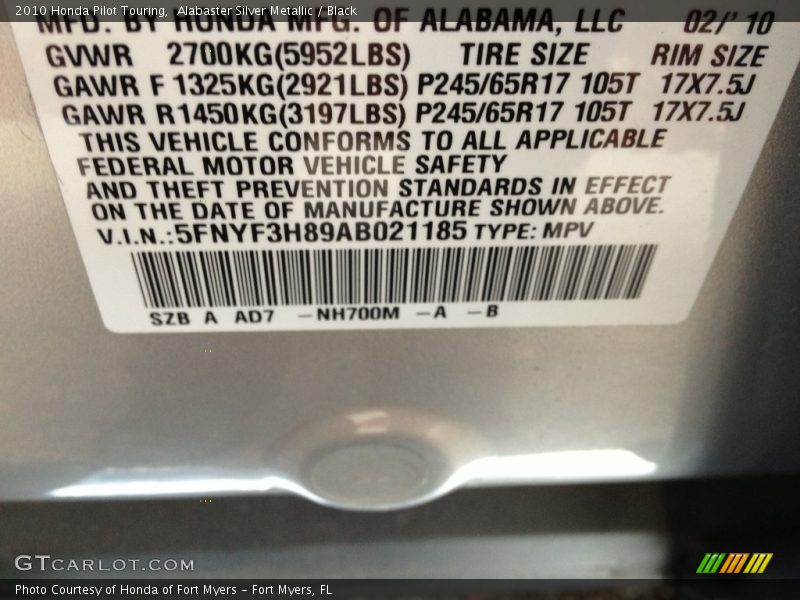 2010 Honda Pilot Touring, Alabaster Silver Metallic / Black
MFD. BY HONDA MFG. OF ALABAMA, LLC 02/' 10
GVWR 2700KG(5952LBS) TIRE SIZE RIM SIZE
GAWR F 1325KG(2921LBS) P245/65R17 105T 17X7.5J
GAWR R1450KG(3197LBS) P245/65R17 105T 17X7.5J
THIS VEHICLE CONFORMS TO ALL APPLICABLE
FEDERAL MOTOR VEHICLE SAFETY
AND THEFT PREVENTION STANDARDS IN EFFECT
ON THE DATE OF MANUFACTURE SHOWN ABOVE.
V.I.N.:5FNYF3H89AB021185 TYPE: MPV
SZB A AD7 -NH700M -A -B
GTCARLOT.COM
Photo Courtesy of Honda of Fort Myers - Fort Myers, FL